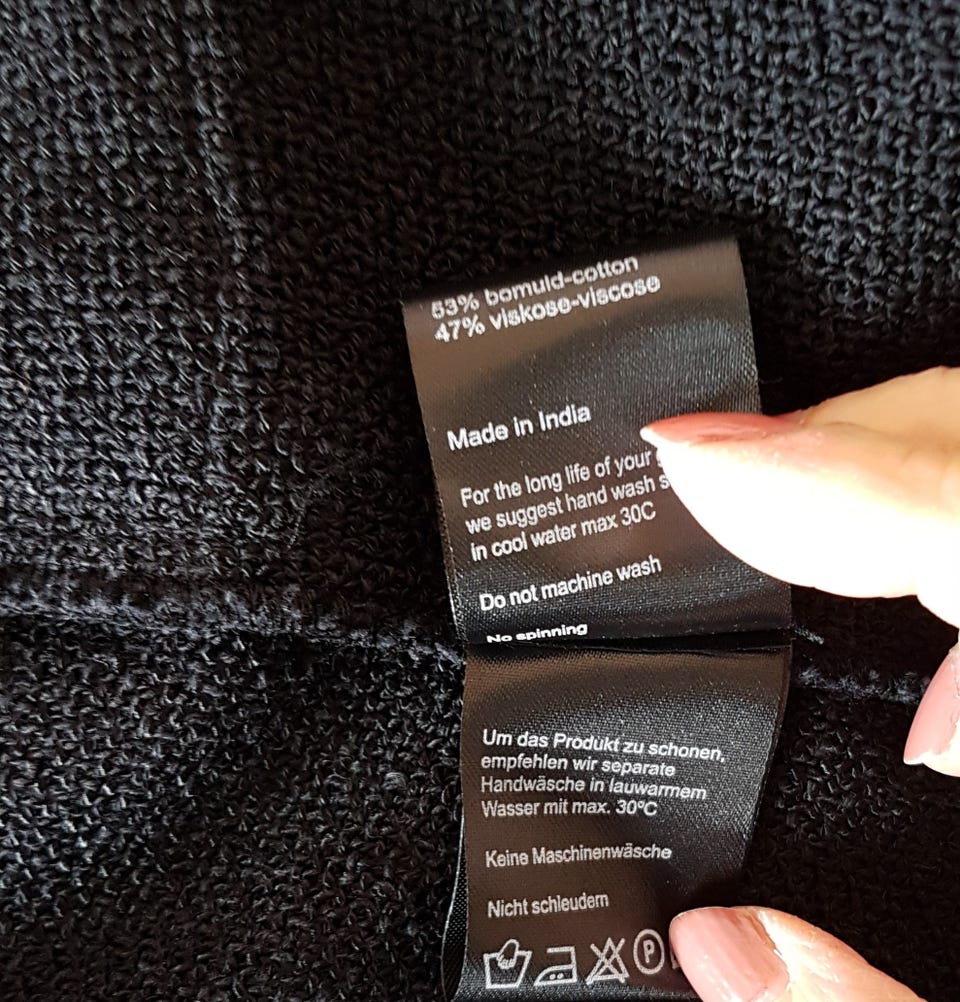 53% bomuld-cotton
47% viskose-viscose
Made in India
For the long life of your
we suggest hand wash
in cool water max 30C
Do not machine wash
No spinning
Um das Produkt zu schonen,
empfehlen wir separate
Handwäsche in lauwarmem
Wasser mit max. 30ºC
Keine Maschinenwäsche
Nicht schleudern
P